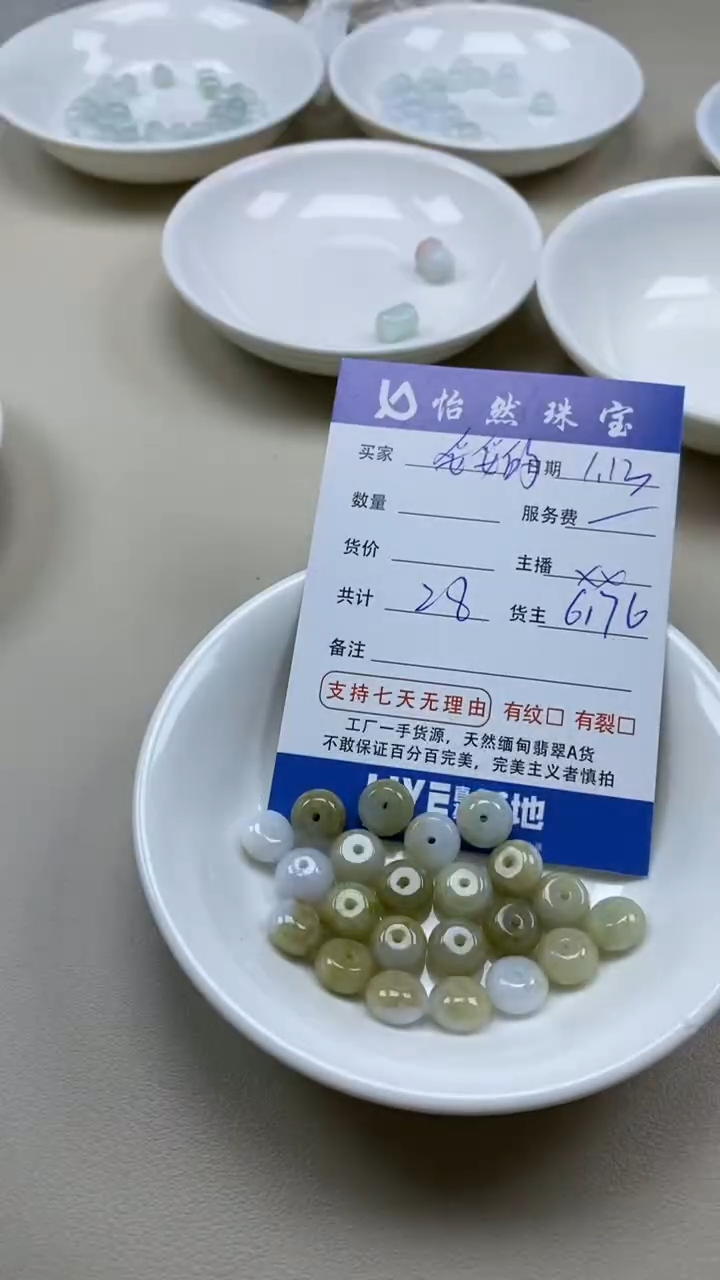 怡然珠宝
买家 日期 1.12
数量 服务费
货价 主播 XX
共计 28 货主 6176
备注
支持七天无理由 有纹□ 有裂□
工厂一手货源，天然缅甸翡翠A货
不敢保证百分百完美，完美主义者慎拍
LIVE 地